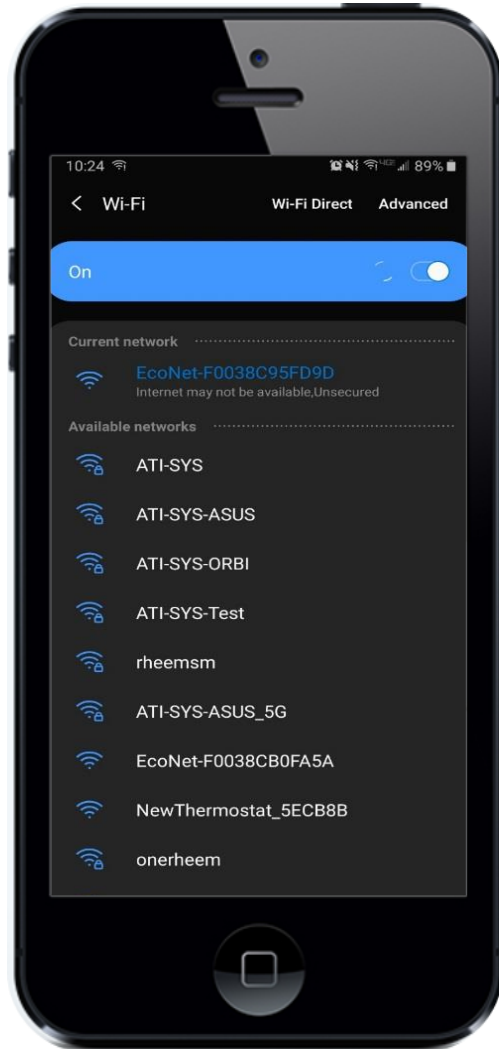 10:24 4GE 89%
Wi-Fi Wi-Fi Direct Advanced
On
Current network
EcoNet-F0038C95FD9D
Internet may not be available,Unsecured
Available networks
ATI-SYS
ATI-SYS-ASUS
ATI-SYS-ORBI
ATI-SYS-Test
rheemsm
ATI-SYS-ASUS_5G
EcoNet-F0038CB0FA5A
NewThermostat_5ECB8B
onerheem